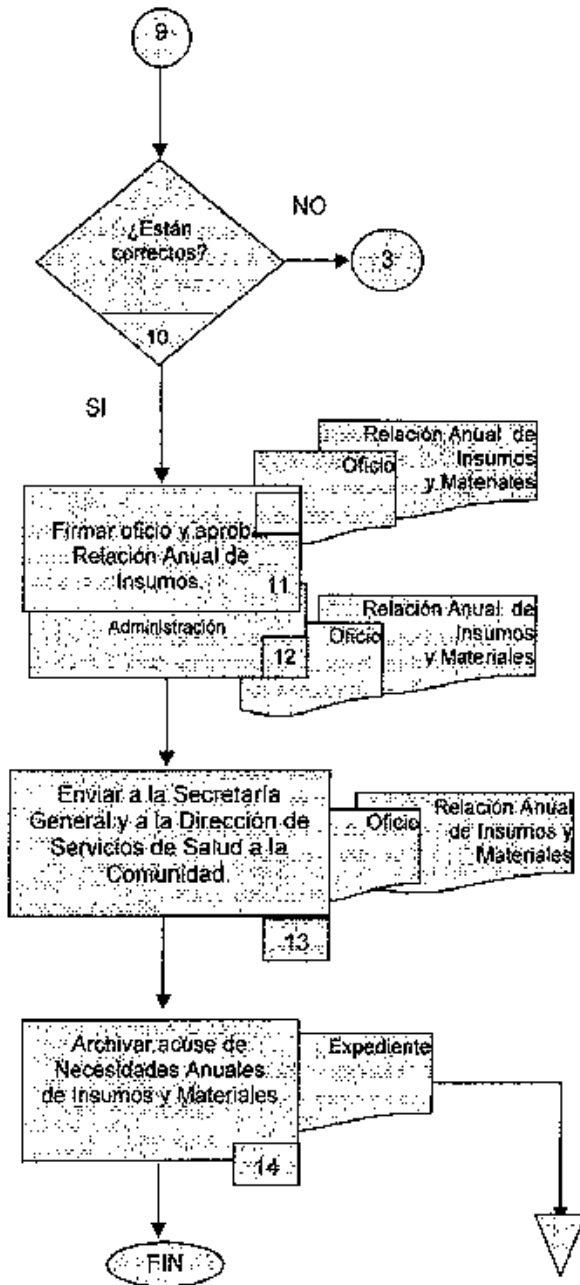 9
¿Están
correctos?
10
NO
3
SI
Relación Anual de
Insumos
y Materiales
Oficio
Firmar oficio y aprobar
Relación Anual de
Insumos.
11
Administración
12
Relación Anual de
Insumos
y Materiales
Oficio
Enviar a la Secretaría
General y a la Dirección de
Servicios de Salud a la
Comunidad.
13
Oficio
Relación Anual
de Insumos y
Materiales
Archivar acuse de
Necesidades Anuales
de Insumos y Materiales
14
Expediente
FIN